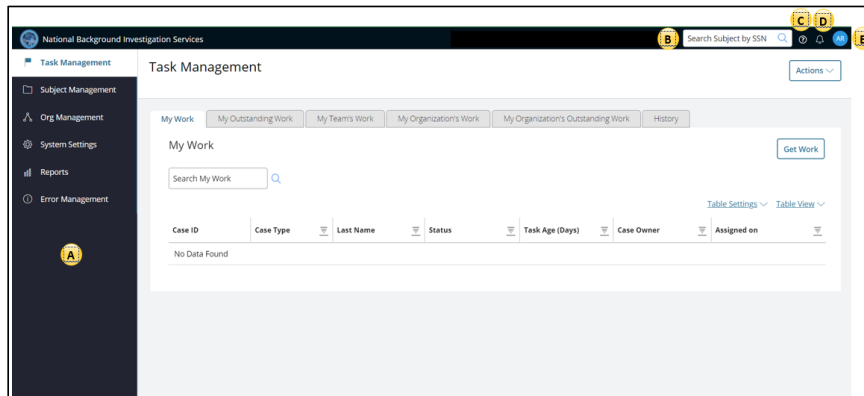 C D
National Background Investigation Services B Search Subject by SSN AR E
Task Management
Subject Management
Org Management
System Settings
Reports
Error Management
A
Task Management
Actions
My Work My Outstanding Work My Team's Work My Organization's Work My Organization's Outstanding Work History
My Work
Get Work
Search My Work
Table Settings Table View
Case ID Case Type Last Name Status Task Age (Days) Case Owner Assigned on
No Data Found